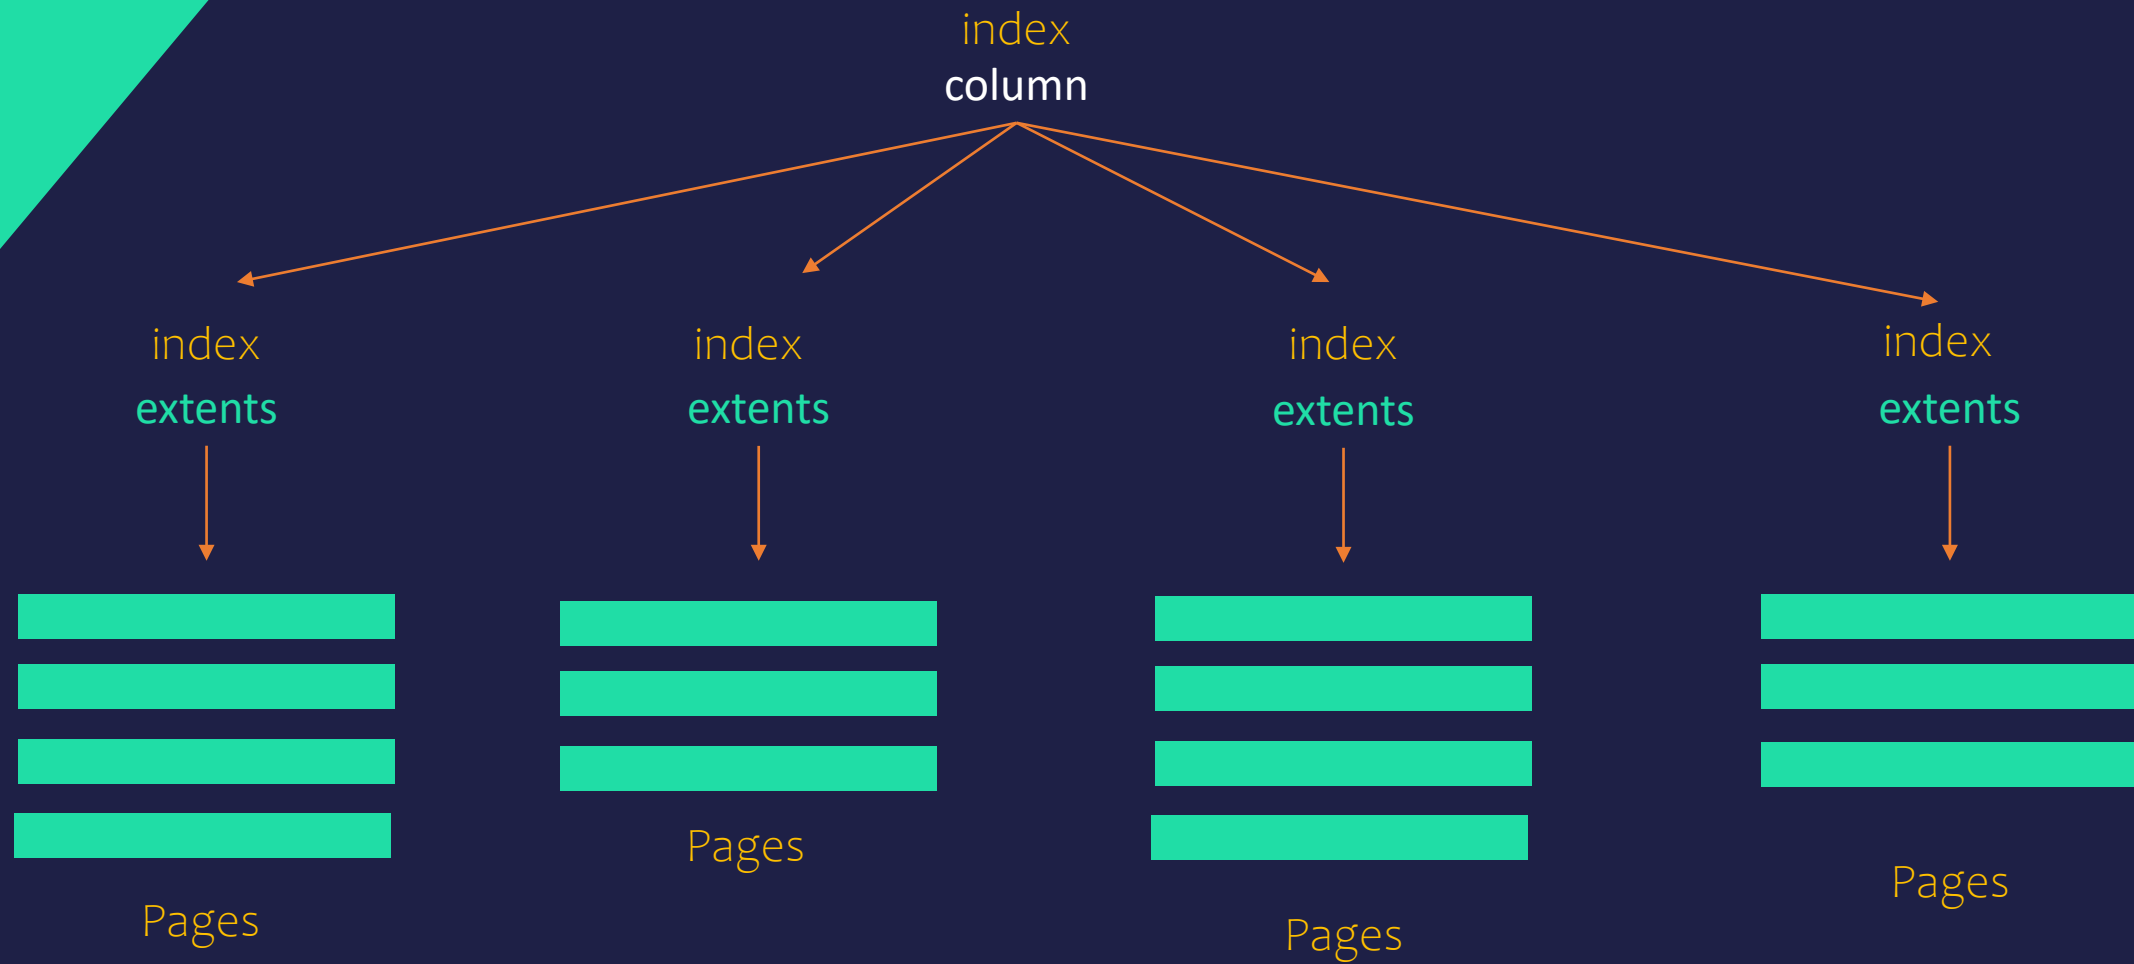 index
column
index
extents
index
extents
index
extents
index
extents
Pages
Pages
Pages
Pages